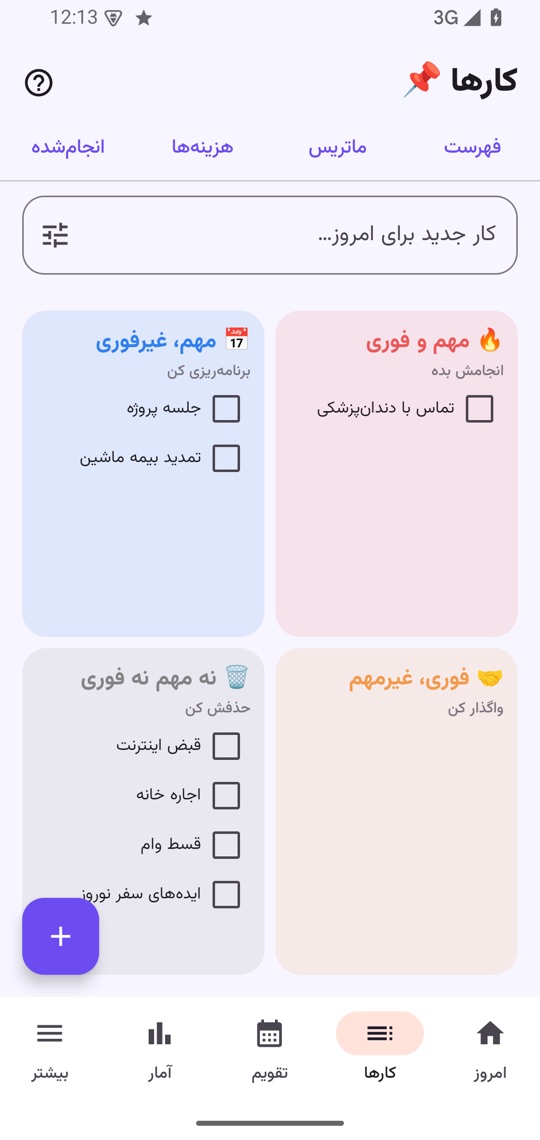 12:13
3G
کارها 📌
فهرست
ماتریس
هزینه‌ها
انجام‌شده
کار جدید برای امروز...
🔥 مهم و فوری
انجامش بده
تماس با دندان‌پزشکی
📅 مهم، غیرفوری
برنامه‌ریزی کن
جلسه پروژه
تمدید بیمه ماشین
🤝 فوری، غیرمهم
واگذار کن
🗑️ نه مهم نه فوری
حذفش کن
قبض اینترنت
اجاره خانه
قسط وام
ایده‌های سفر نوروز
امروز
کارها
تقویم
آمار
بیشتر